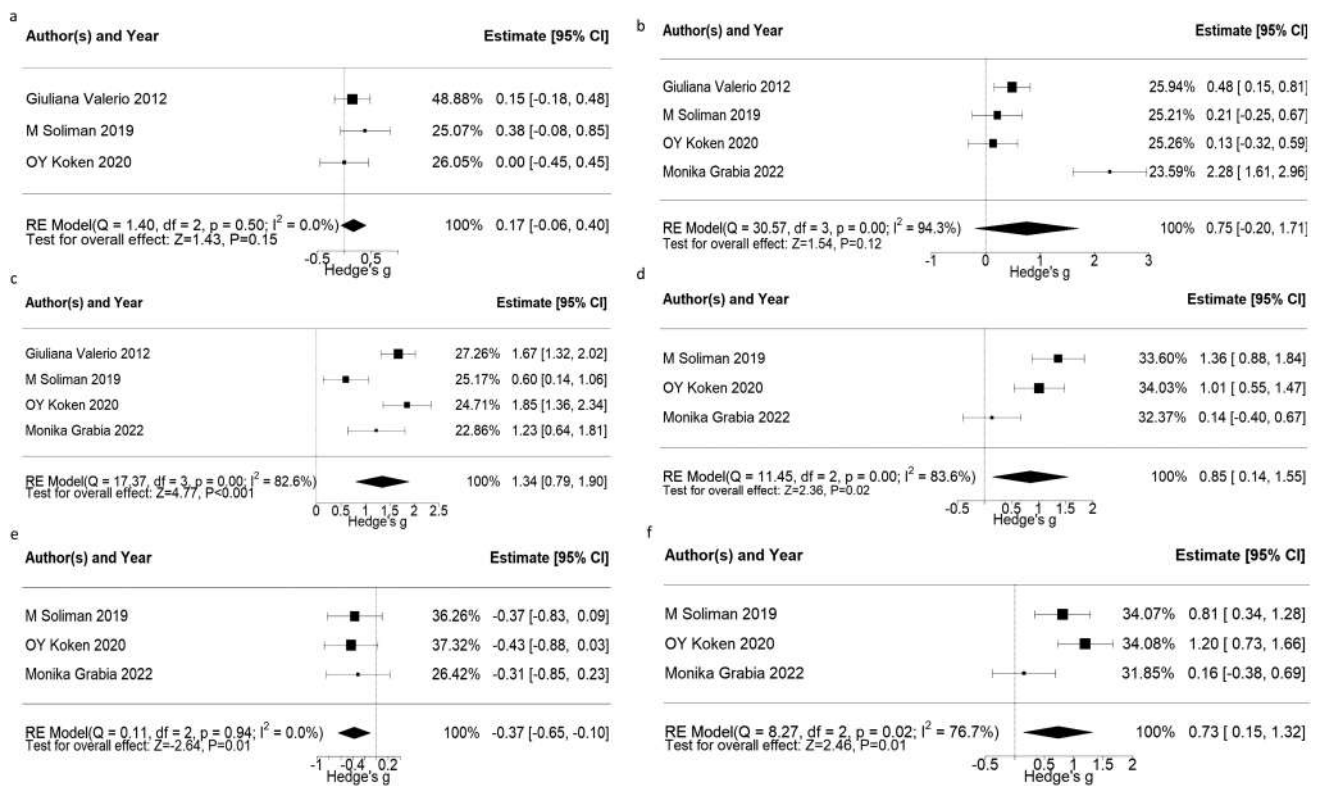 a
Author(s) and Year Estimate [95% CI]
Giuliana Valerio 2012 48.88% 0.15 [-0.18, 0.48]
M Soliman 2019 25.07% 0.38 [-0.08, 0.85]
OY Koken 2020 26.05% 0.00 [-0.45, 0.45]
RE Model(Q = 1.40, df = 2, p = 0.50; I² = 0.0%) 100% 0.17 [-0.06, 0.40]
Test for overall effect: Z=1.43, P=0.15
-0.5 0.5
Hedge's g
b
Author(s) and Year Estimate [95% CI]
Giuliana Valerio 2012 25.94% 0.48 [ 0.15, 0.81]
M Soliman 2019 25.21% 0.21 [-0.25, 0.67]
OY Koken 2020 25.26% 0.13 [-0.32, 0.59]
Monika Grabia 2022 23.59% 2.28 [ 1.61, 2.96]
RE Model(Q = 30.57, df = 3, p = 0.00; I² = 94.3%) 100% 0.75 [-0.20, 1.71]
Test for overall effect: Z=1.54, P=0.12
-1 0 1 2 3
Hedge's g
c
Author(s) and Year Estimate [95% CI]
Giuliana Valerio 2012 27.26% 1.67 [1.32, 2.02]
M Soliman 2019 25.17% 0.60 [0.14, 1.06]
OY Koken 2020 24.71% 1.85 [1.36, 2.34]
Monika Grabia 2022 22.86% 1.23 [0.64, 1.81]
RE Model(Q = 17.37, df = 3, p = 0.00; I² = 82.6%) 100% 1.34 [0.79, 1.90]
Test for overall effect: Z=4.77, P<0.001
0 0.5 1 1.5 2 2.5
Hedge's g
d
Author(s) and Year Estimate [95% CI]
M Soliman 2019 33.60% 1.36 [ 0.88, 1.84]
OY Koken 2020 34.03% 1.01 [ 0.55, 1.47]
Monika Grabia 2022 32.37% 0.14 [-0.40, 0.67]
RE Model(Q = 11.45, df = 2, p = 0.00; I² = 83.6%) 100% 0.85 [ 0.14, 1.55]
Test for overall effect: Z=2.36, P=0.02
-0.5 0.5 1 1.5 2
Hedge's g
e
Author(s) and Year Estimate [95% CI]
M Soliman 2019 36.26% -0.37 [-0.83, 0.09]
OY Koken 2020 37.32% -0.43 [-0.88, 0.03]
Monika Grabia 2022 26.42% -0.31 [-0.85, 0.23]
RE Model(Q = 0.11, df = 2, p = 0.94; I² = 0.0%) 100% -0.37 [-0.65, -0.10]
Test for overall effect: Z=-2.64, P=0.01
-1 -0.4 0.2
Hedge's g
f
Author(s) and Year Estimate [95% CI]
M Soliman 2019 34.07% 0.81 [ 0.34, 1.28]
OY Koken 2020 34.08% 1.20 [ 0.73, 1.66]
Monika Grabia 2022 31.85% 0.16 [-0.38, 0.69]
RE Model(Q = 8.27, df = 2, p = 0.02; I² = 76.7%) 100% 0.73 [ 0.15, 1.32]
Test for overall effect: Z=2.46, P=0.01
-0.5 0.5 1 1.5 2
Hedge's g